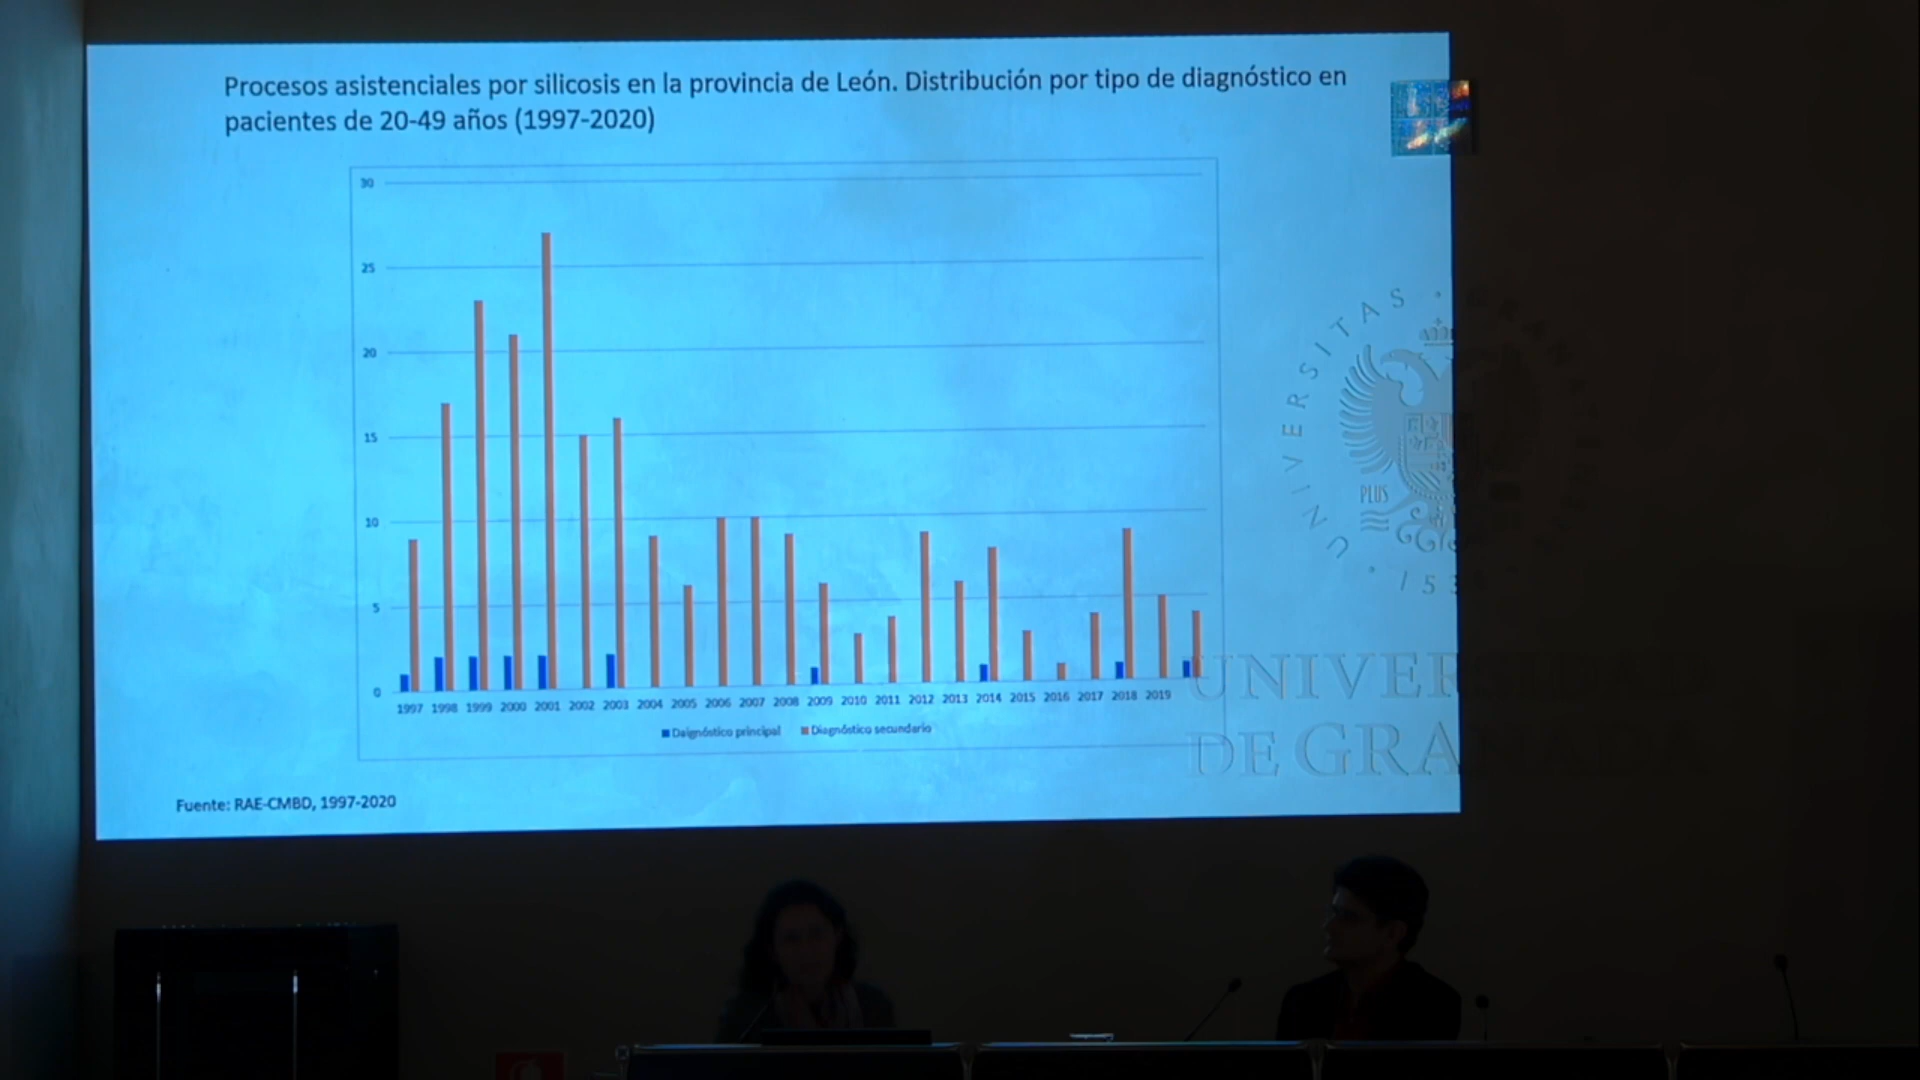 Procesos asistenciales por silicosis en la provincia de León. Distribución por tipo de diagnóstico en
pacientes de 20-49 años (1997-2020)
30
25
20
15
10
5
0
1997 1998 1999 2000 2001 2002 2003 2004 2005 2006 2007 2008 2009 2010 2011 2012 2013 2014 2015 2016 2017 2018 2019
Daignóstico principal Diagnóstico secundario
Fuente: RAE-CMBD, 1997-2020
UNIVERSITAS
PLUS
UNIVERSIDAD
DE GRANADA